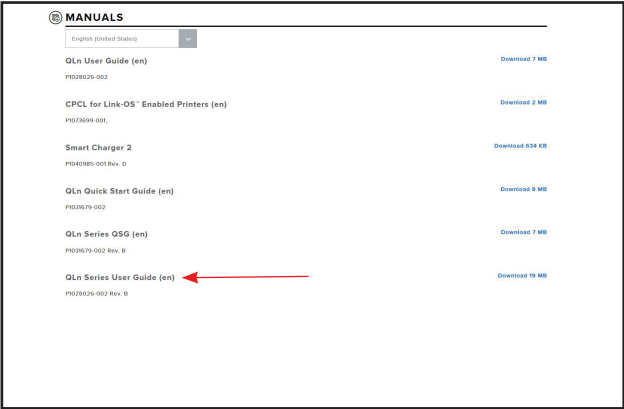 MANUALS
English (United States)
QLn User Guide (en)
Download 7 MB
P1028026-002
CPCL for Link-OS™ Enabled Printers (en)
Download 2 MB
P1073699-001,
Smart Charger 2
Download 634 KB
P1040985-001 Rev. D
QLn Quick Start Guide (en)
Download 8 MB
P1031679-002
QLn Series QSG (en)
Download 7 MB
P1031679-002 Rev. B
QLn Series User Guide (en)
Download 19 MB
P1028026-002 Rev. B